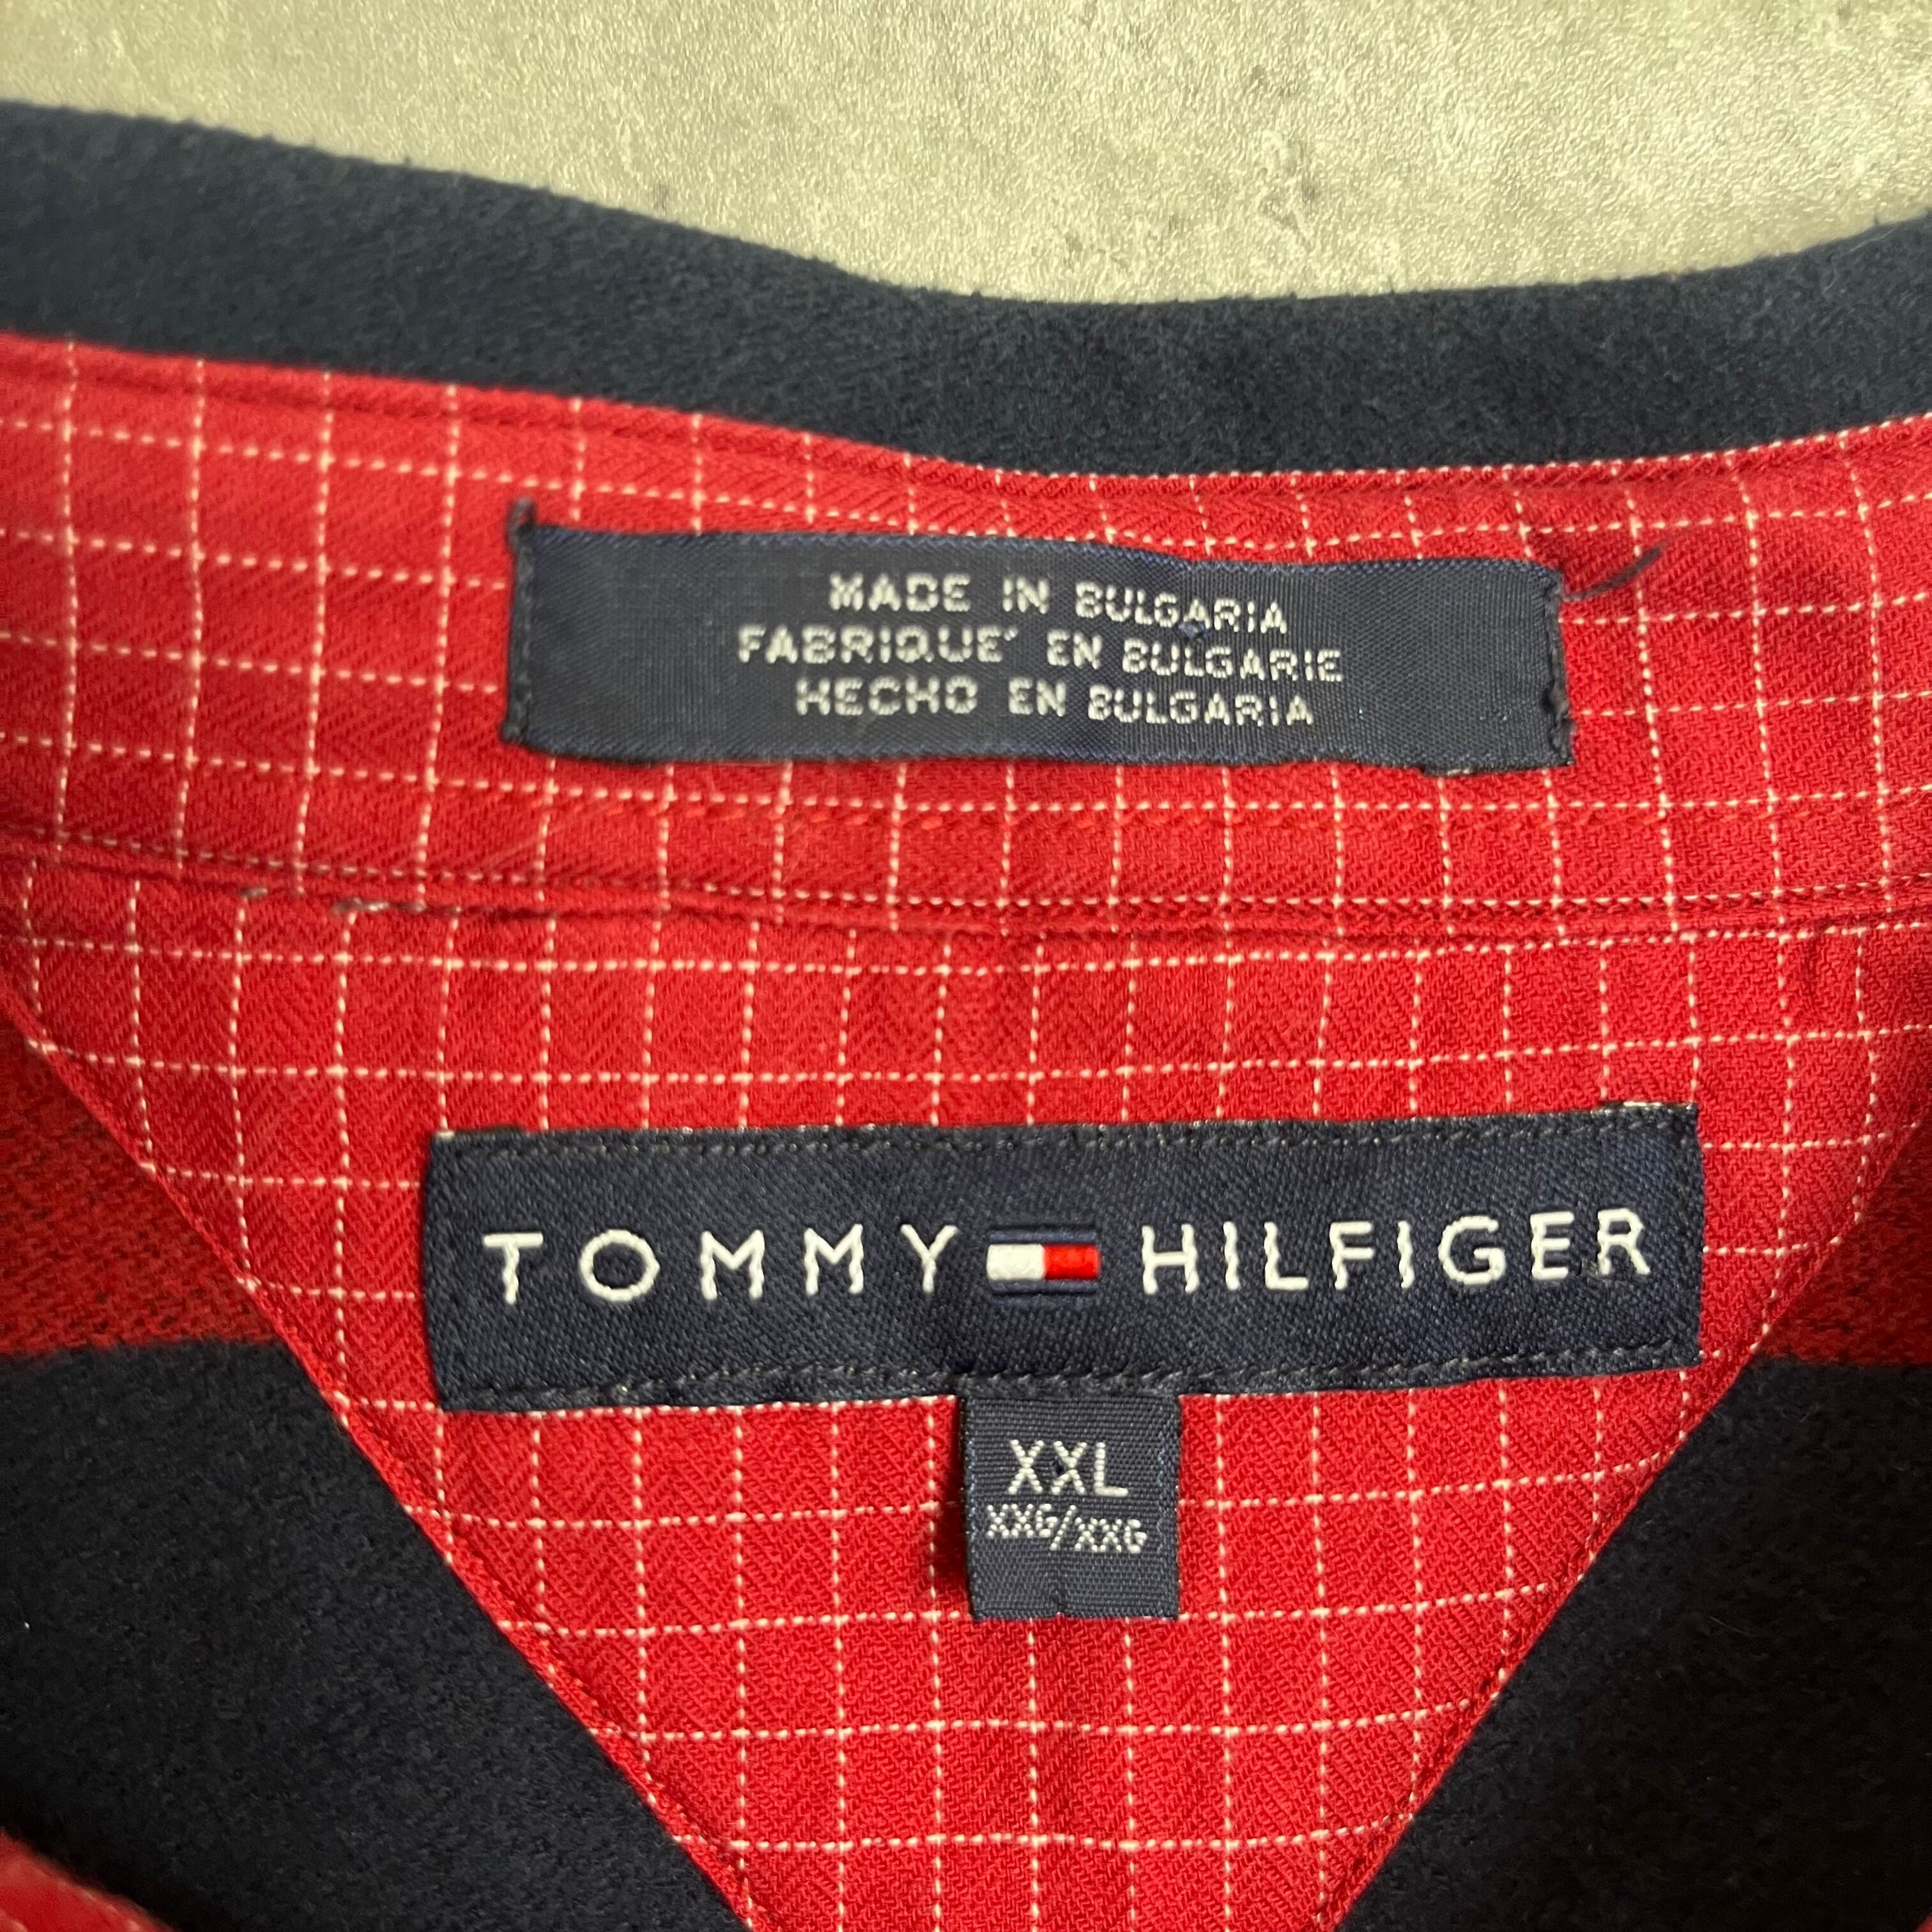 MADE IN BULGARIA
FABRIQUE' EN BULGARIE
HECHO EN BULGARIA
TOMMY HILFIGER
XXL
XXG/XXG